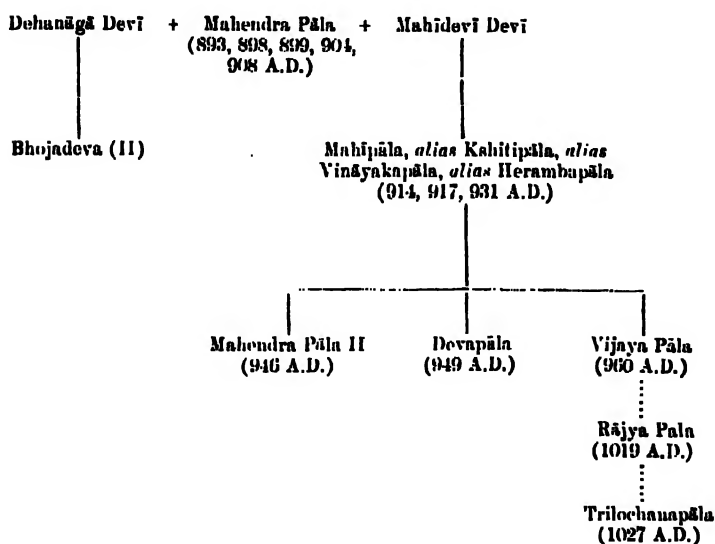 Dehanāgā Devī + Mahendra Pāla + Mahīdevī Devī
(893, 898, 899, 904,
908 A.D.)
Bhojadeva (II)
Mahīpāla, alias Kshitipāla, alias
Vināyakapāla, alias Herambapāla
(914, 917, 931 A.D.)
Mahendra Pāla II
(946 A.D.)
Devapāla
(949 A.D.)
Vijaya Pāla
(960 A.D.)
Rājya Pala
(1019 A.D.)
Trilochanapāla
(1027 A.D.)